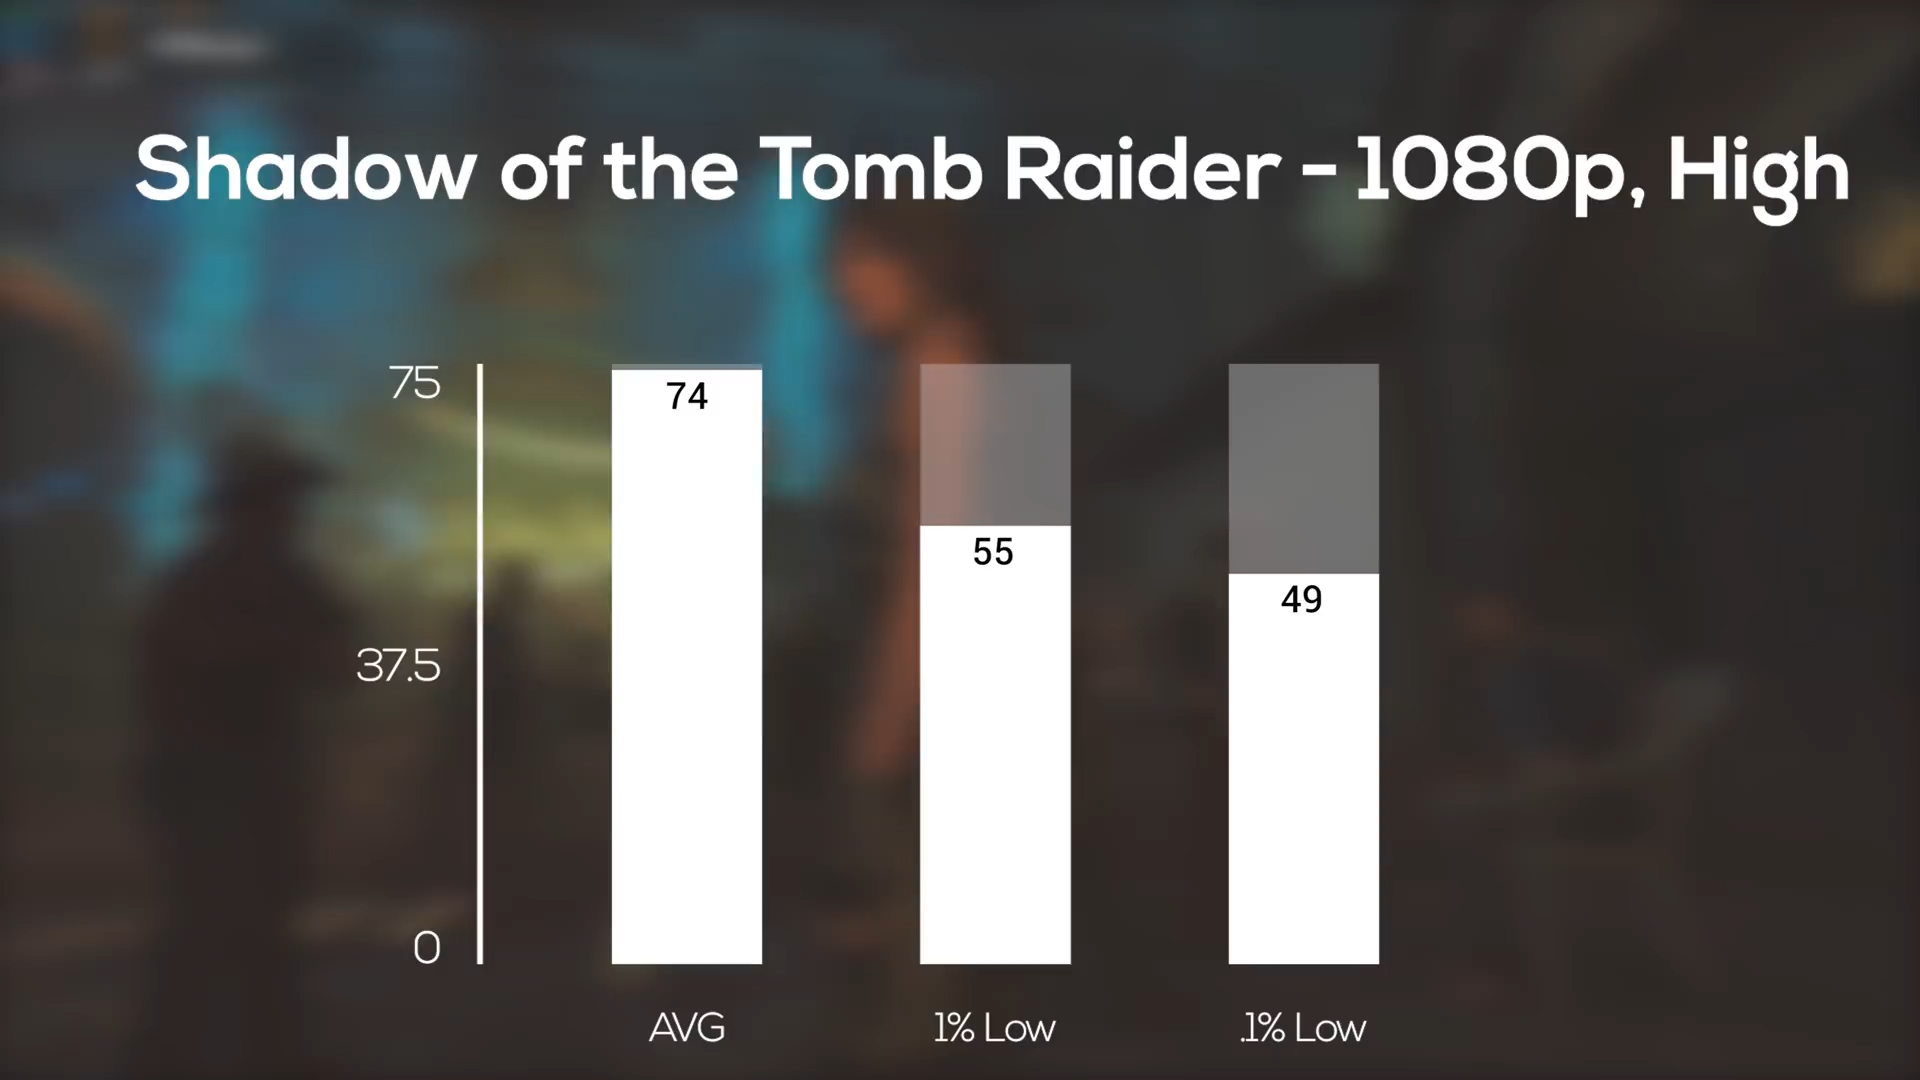 Shadow of the Tomb Raider - 1080p, High
75
74
55
49
37.5
0
AVG
1% Low
.1% Low